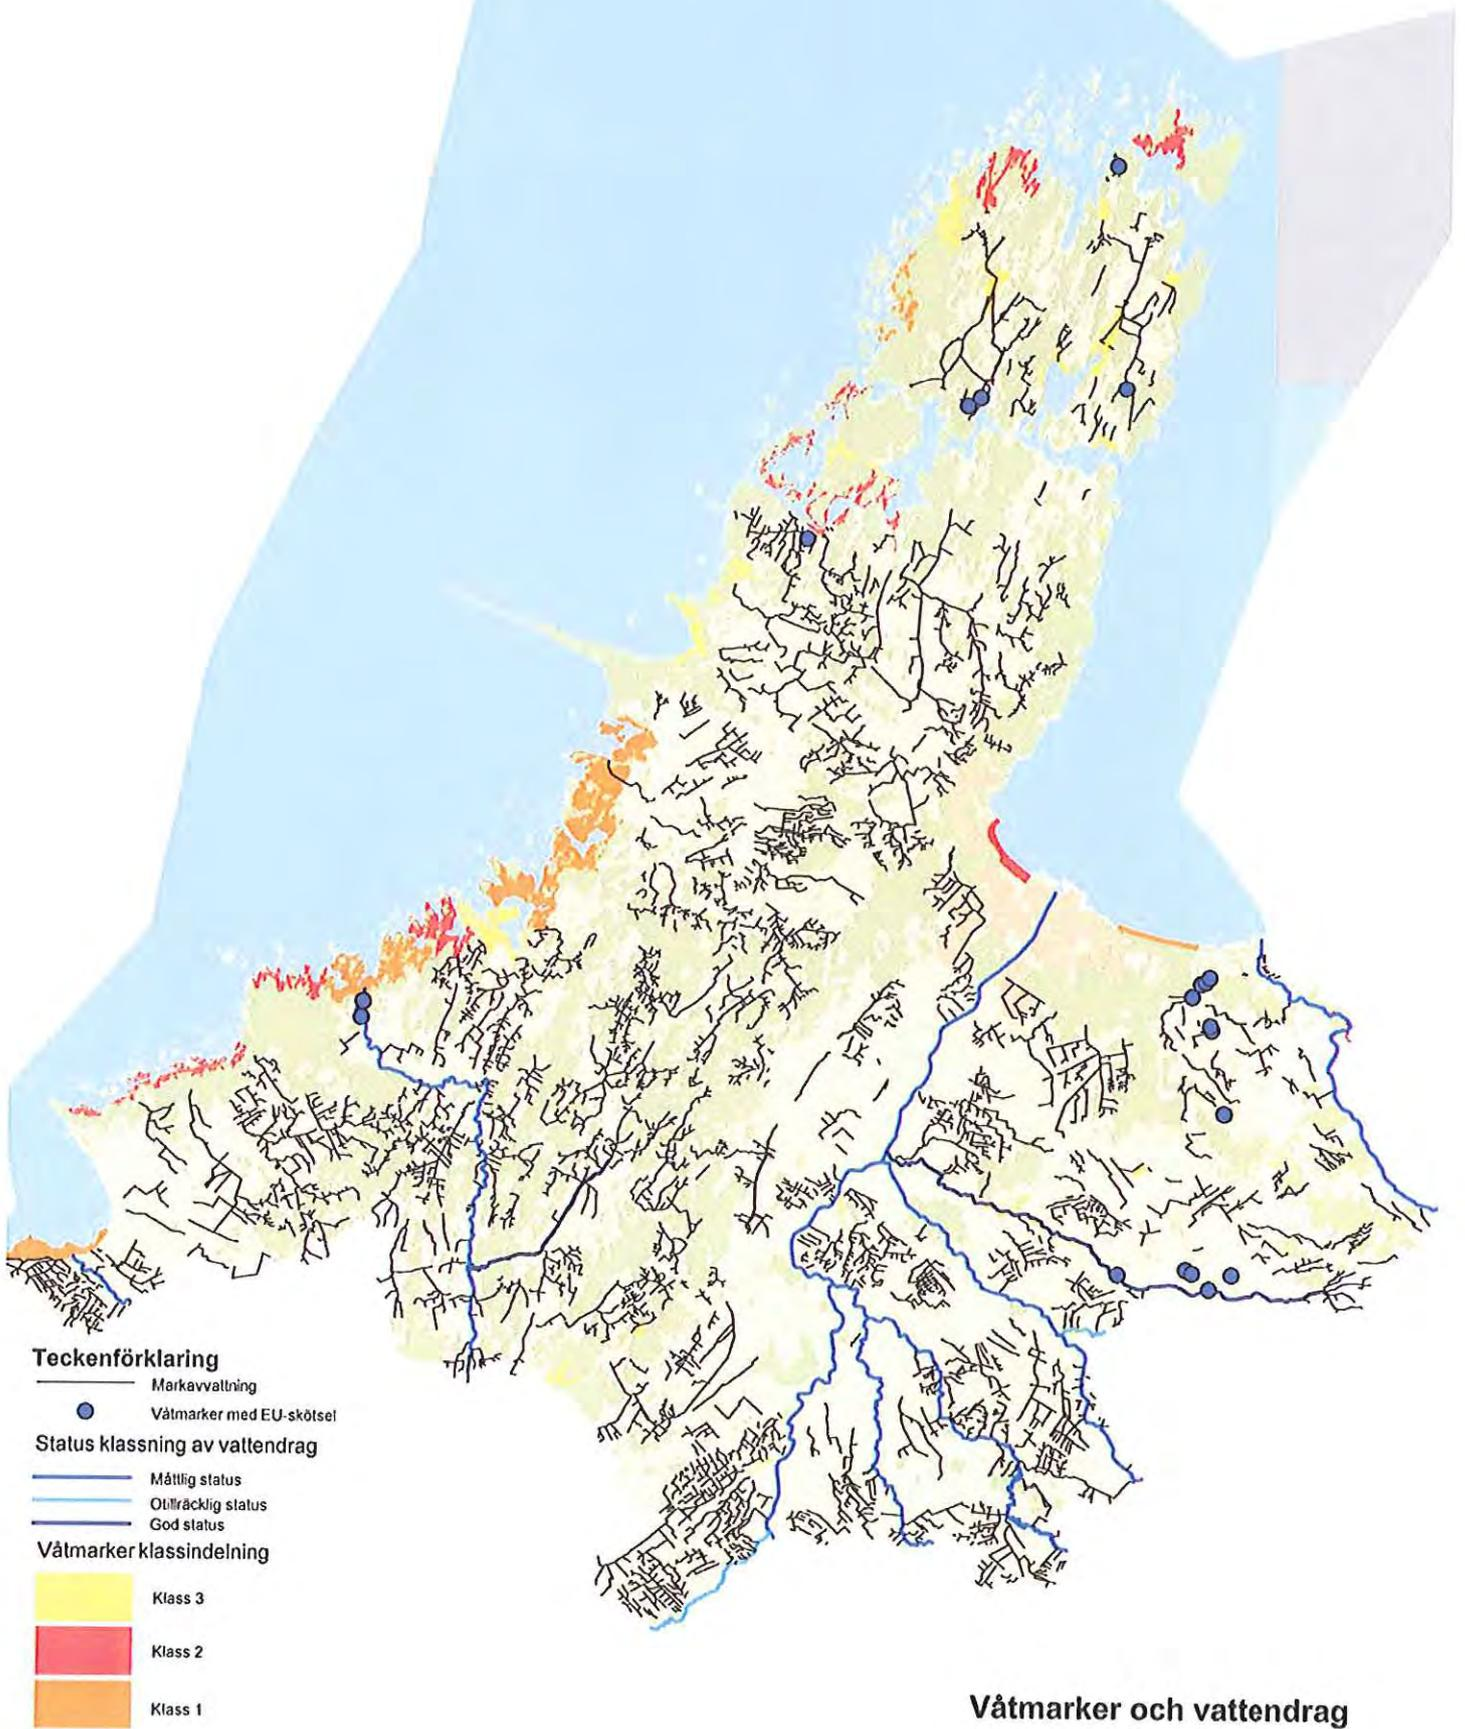 Teckenförklaring
Markavvattning
Våtmarker med EU-skötsel
Status klassning av vattendrag
Måttlig status
Otillräcklig status
God status
Våtmarker klassindelning
Klass 3
Klass 2
Klass 1
Våtmarker och vattendrag